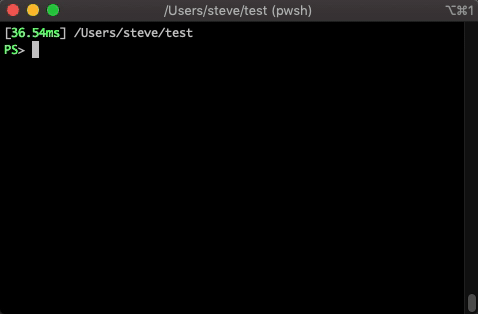 /Users/steve/test (pwsh)
⌥⌘1
[36.54ms] /Users/steve/test
PS>